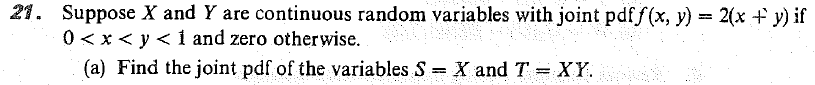 21. Suppose X and Y are continuous random variables with joint pdf f(x, y) = 2(x + y) if
0 < x < y < 1 and zero otherwise.
(a) Find the joint pdf of the variables S = X and T = XY.